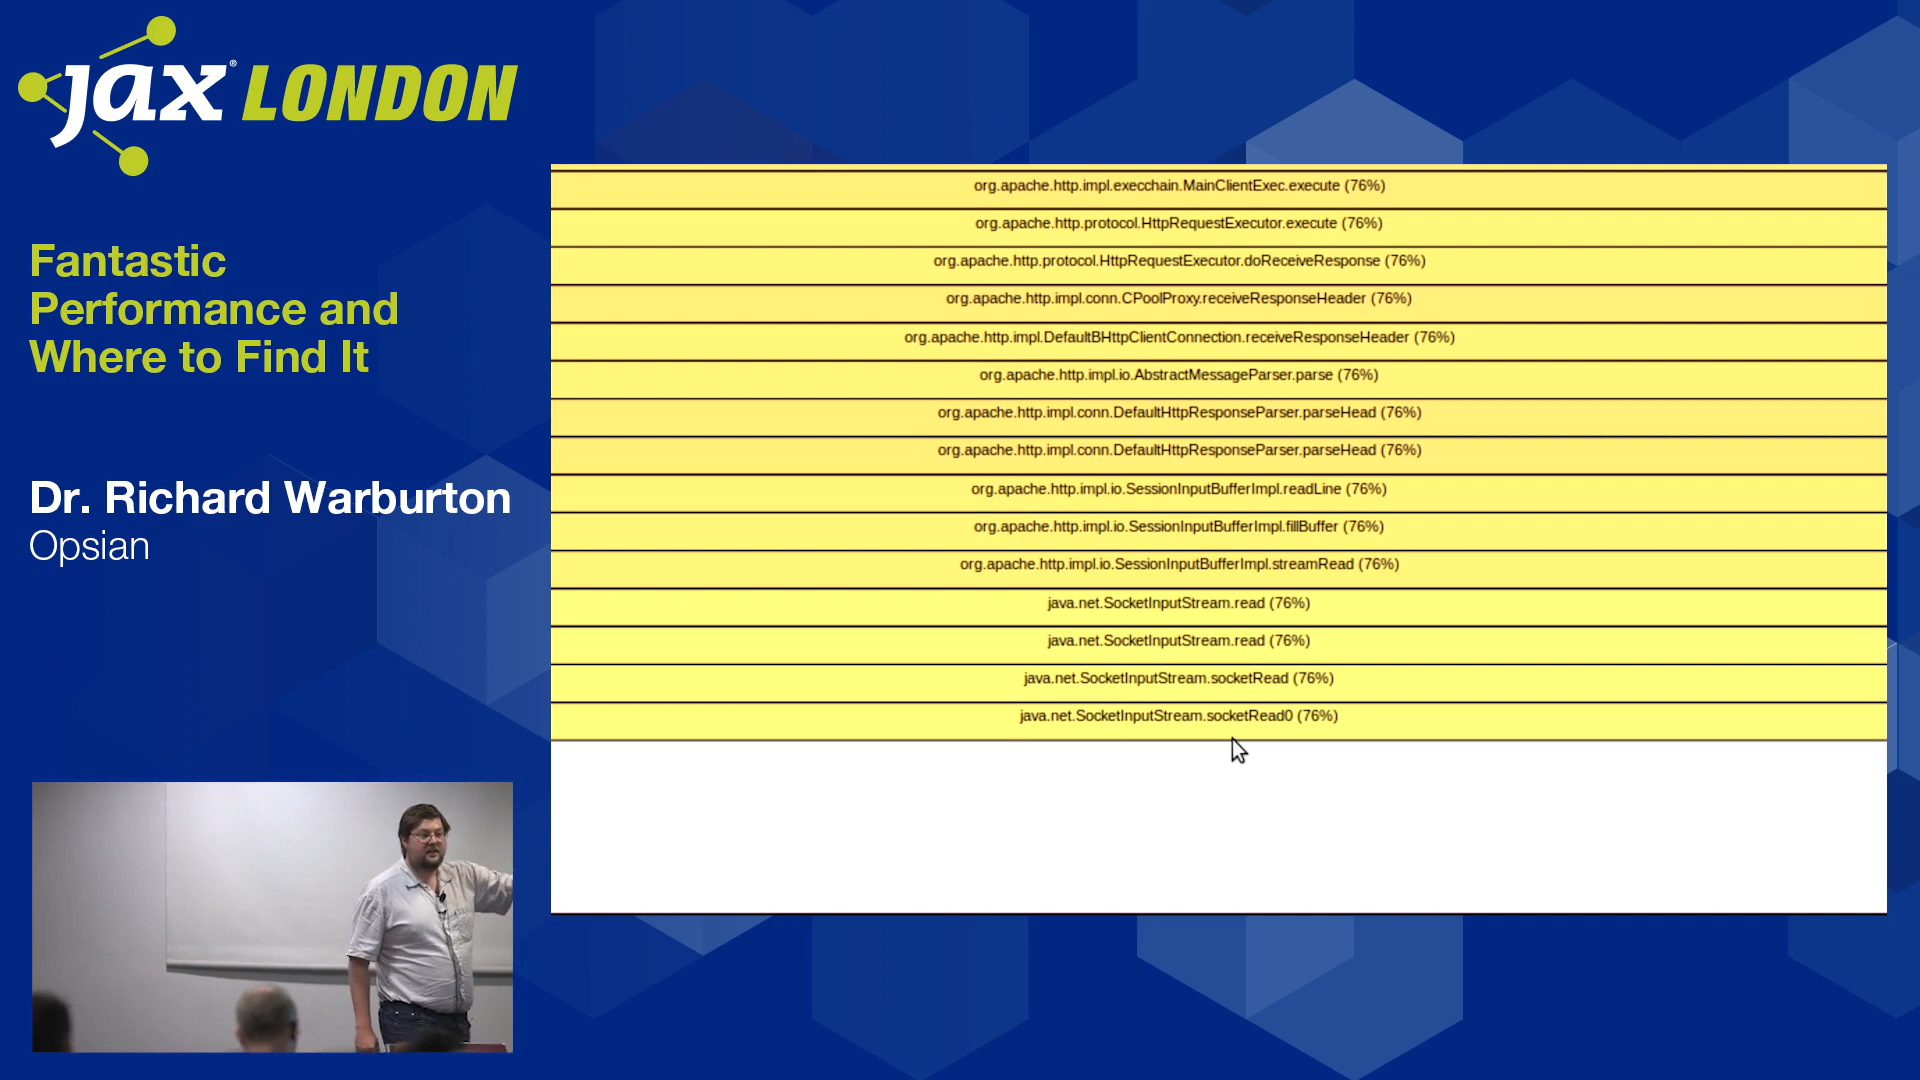 jax® LONDON
Fantastic
Performance and
Where to Find It
Dr. Richard Warburton
Opsian
org.apache.http.impl.execchain.MainClientExec.execute (76%)
org.apache.http.protocol.HttpRequestExecutor.execute (76%)
org.apache.http.protocol.HttpRequestExecutor.doReceiveResponse (76%)
org.apache.http.impl.conn.CPoolProxy.receiveResponseHeader (76%)
org.apache.http.impl.DefaultBHttpClientConnection.receiveResponseHeader (76%)
org.apache.http.impl.io.AbstractMessageParser.parse (76%)
org.apache.http.impl.conn.DefaultHttpResponseParser.parseHead (76%)
org.apache.http.impl.conn.DefaultHttpResponseParser.parseHead (76%)
org.apache.http.impl.io.SessionInputBufferImpl.readLine (76%)
org.apache.http.impl.io.SessionInputBufferImpl.fillBuffer (76%)
org.apache.http.impl.io.SessionInputBufferImpl.streamRead (76%)
java.net.SocketInputStream.read (76%)
java.net.SocketInputStream.read (76%)
java.net.SocketInputStream.socketRead (76%)
java.net.SocketInputStream.socketRead0 (76%)